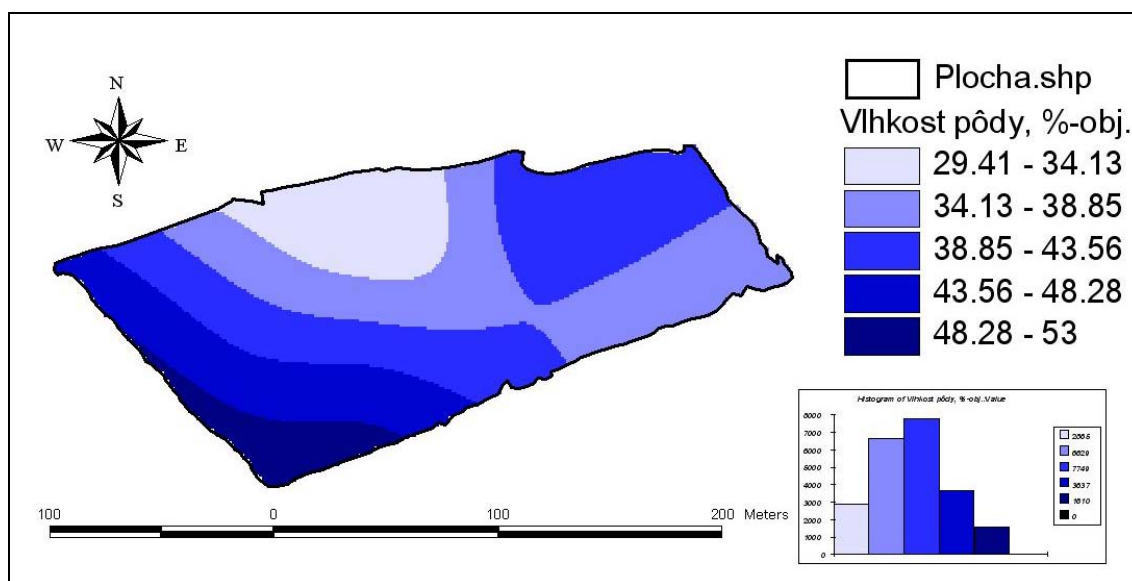 N
W E
S
Plocha.shp
Vlhkost pôdy, %-obj.
29.41 - 34.13
34.13 - 38.85
38.85 - 43.56
43.56 - 48.28
48.28 - 53
100 0 100 200 Meters
Histogram of Vlhkost pôdy, %-obj.:Value
8000
7000
6000
5000
4000
3000
2000
1000
0
6629
7749
3637
1610
0